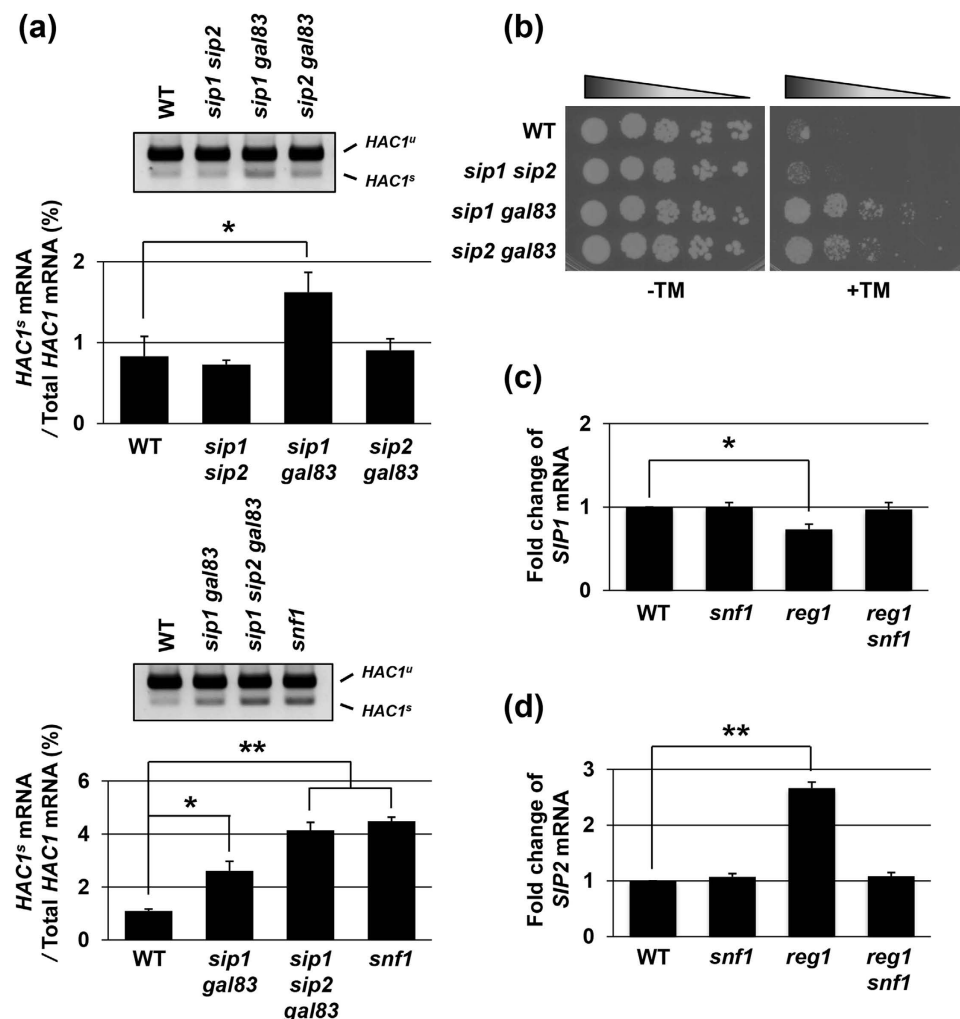 (a)
WT
sip1 sip2
sip1 gal83
sip2 gal83
HAC1ᵘ
HAC1ˢ
HAC1ˢ mRNA
/ Total HAC1 mRNA (%)
2
1
0
*
WT
sip1
sip2
sip1
gal83
sip2
gal83
WT
sip1 gal83
sip1 sip2 gal83
snf1
HAC1ᵘ
HAC1ˢ
HAC1ˢ mRNA
/ Total HAC1 mRNA (%)
6
4
2
0
**
*
WT
sip1
gal83
sip1
sip2
gal83
snf1
(b)
WT
sip1 sip2
sip1 gal83
sip2 gal83
-TM
+TM
(c)
Fold change of
SIP1 mRNA
2
1
0
*
WT
snf1
reg1
reg1
snf1
(d)
Fold change of
SIP2 mRNA
3
2
1
0
**
WT
snf1
reg1
reg1
snf1